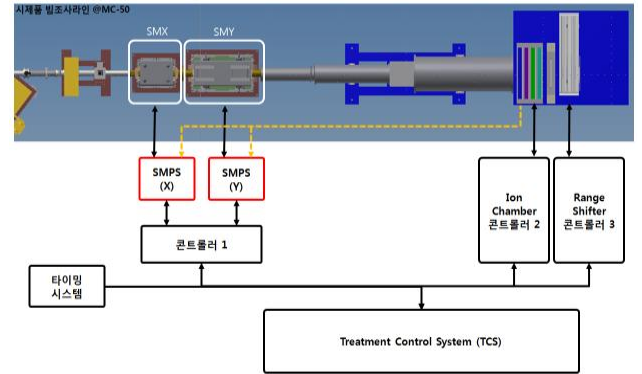 시제품 빔조사라인 @MC-50
SMX
SMY
SMPS
(X)
SMPS
(Y)
Ion
Chamber
콘트롤러 2
Range
Shifter
콘트롤러 3
콘트롤러 1
타이밍
시스템
Treatment Control System (TCS)